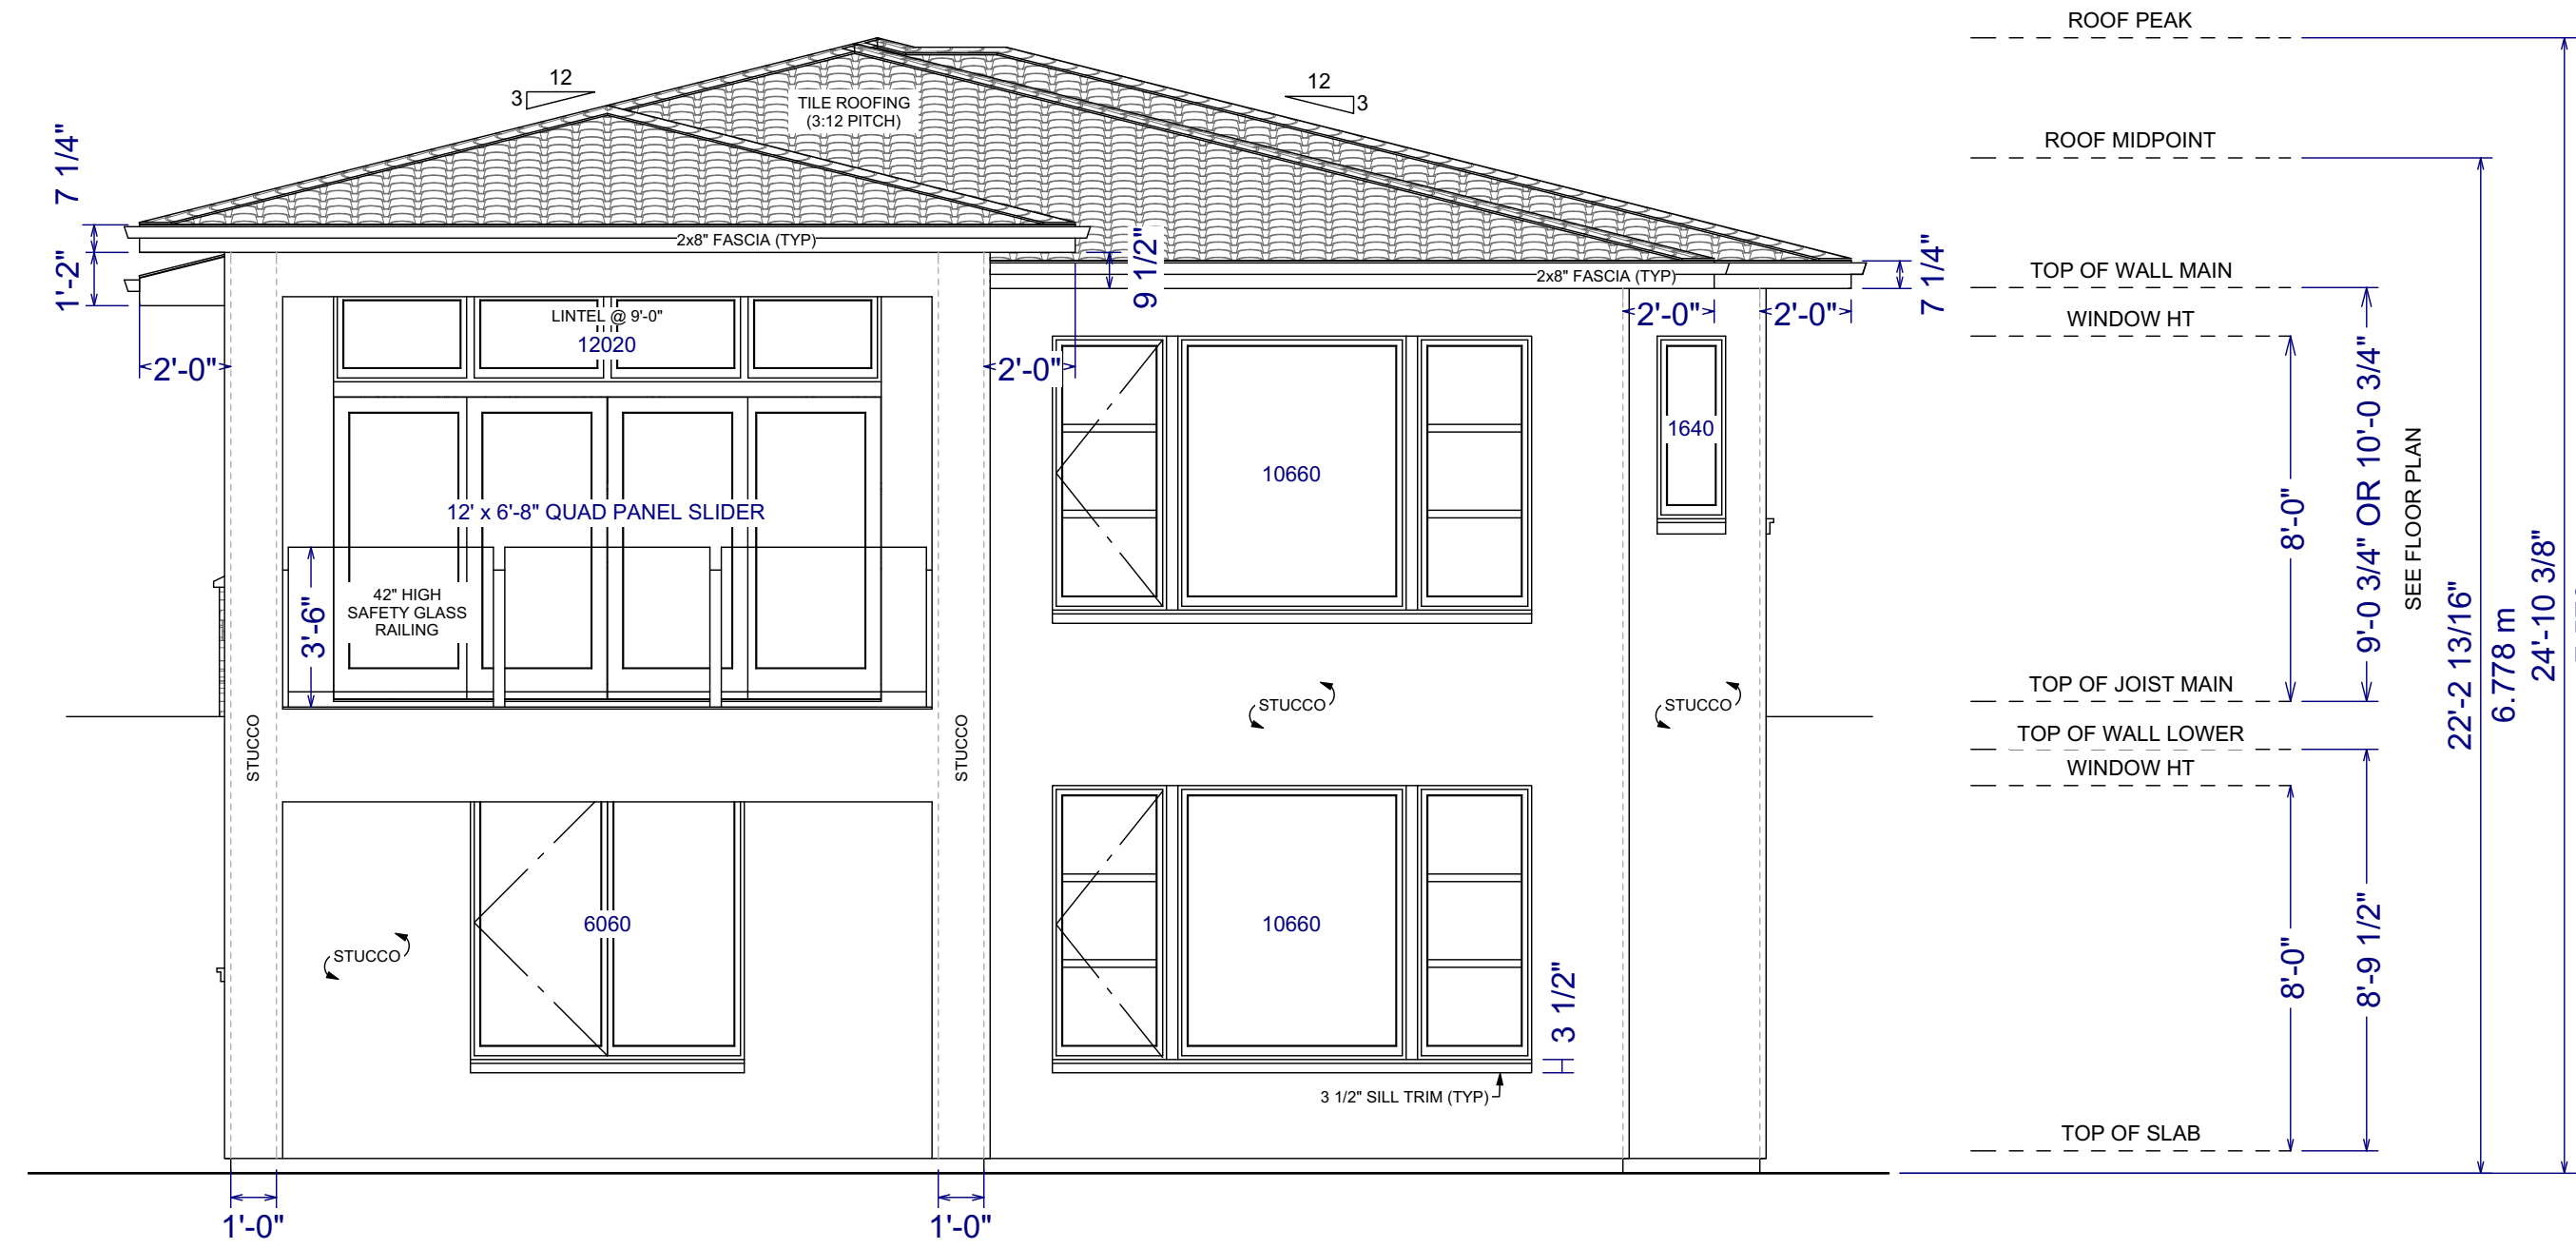 ROOF PEAK
12
3
12
3
TILE ROOFING
(3:12 PITCH)
ROOF MIDPOINT
7 1/4"
2x8" FASCIA (TYP)
1'-2"
9 1/2"
2x8" FASCIA (TYP)
7 1/4"
TOP OF WALL MAIN
WINDOW HT
LINTEL @ 9'-0"
12020
2'-0"
2'-0"
2'-0"
2'-0"
1640
10660
12' x 6'-8" QUAD PANEL SLIDER
42" HIGH
SAFETY GLASS
RAILING
3'-6"
8'-0"
9'-0 3/4" OR 10'-0 3/4"
SEE FLOOR PLAN
22'-2 13/16"
6.778 m
24'-10 3/8"
TOP OF JOIST MAIN
STUCCO
STUCCO
STUCCO
STUCCO
TOP OF WALL LOWER
WINDOW HT
6060
10660
STUCCO
3 1/2"
8'-0"
8'-9 1/2"
3 1/2" SILL TRIM (TYP)
TOP OF SLAB
1'-0"
1'-0"